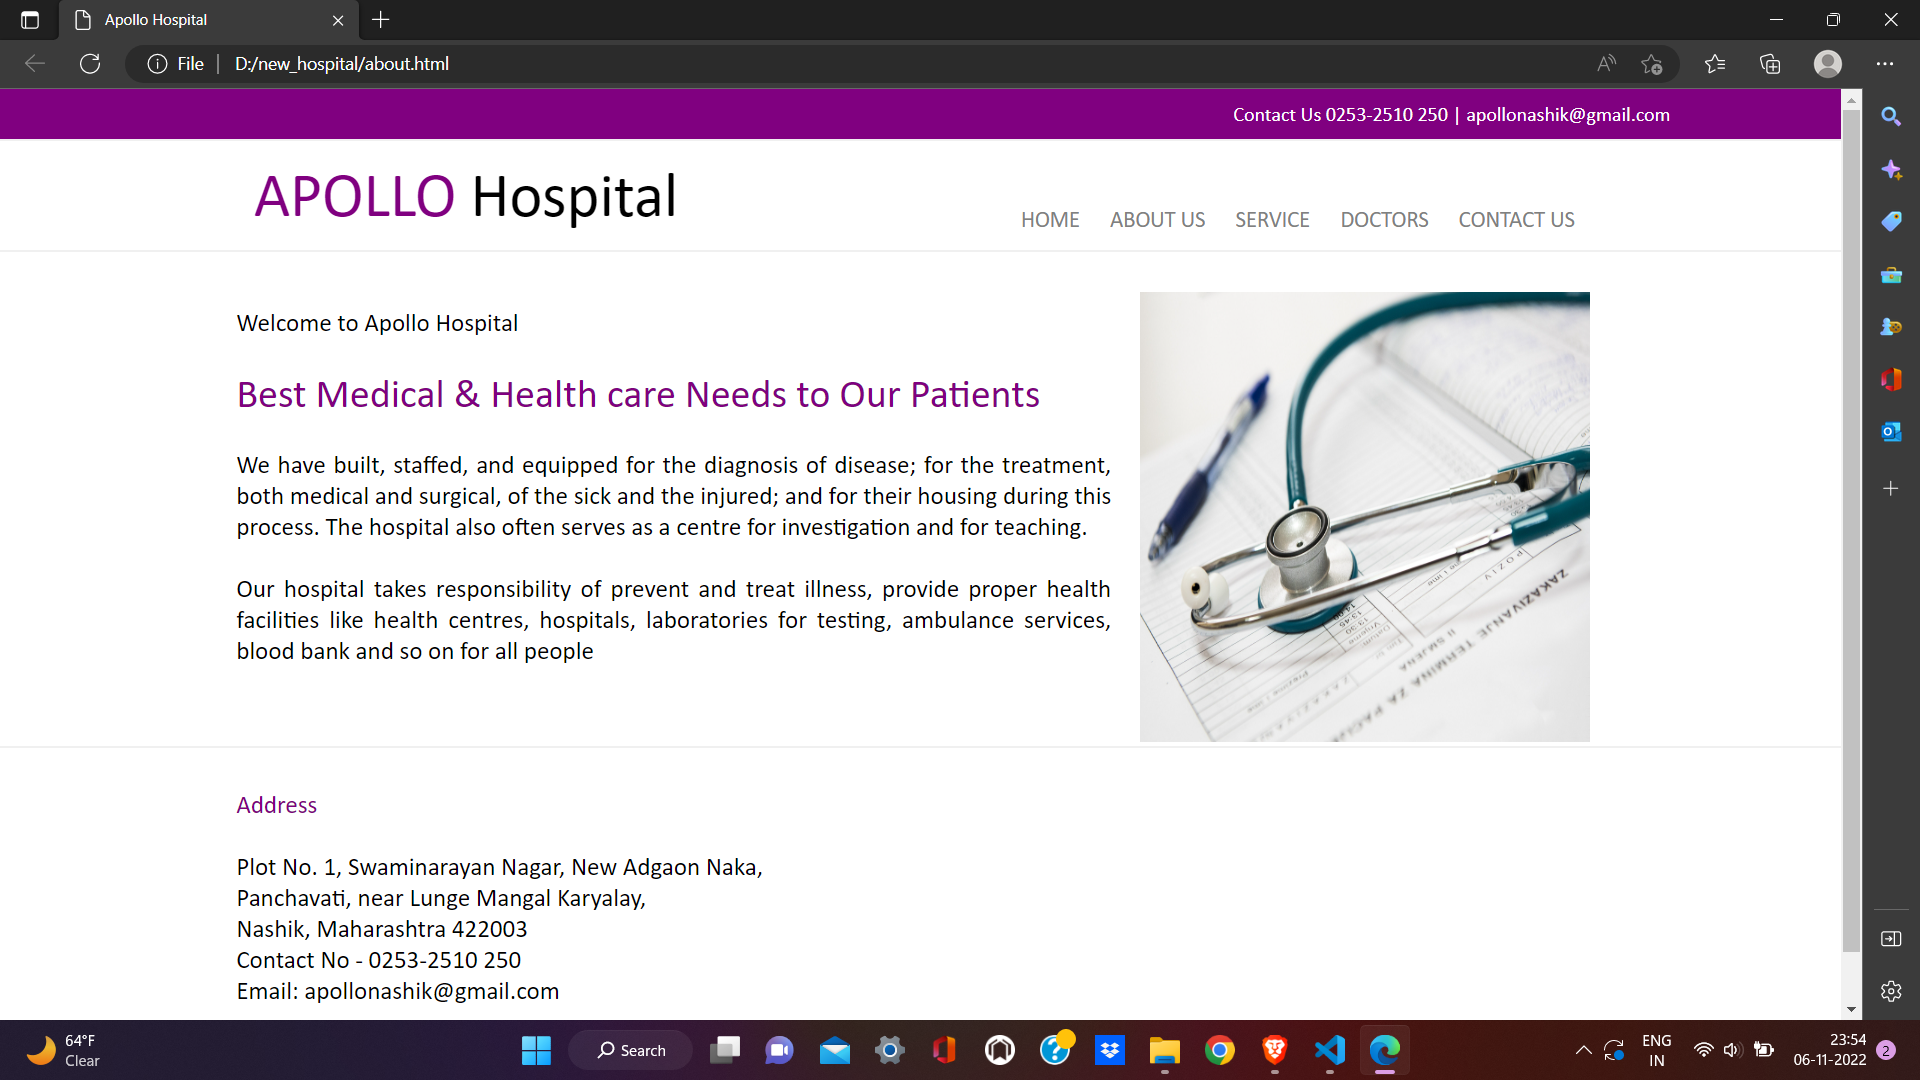 Apollo Hospital
File
D:/new_hospital/about.html
Contact Us 0253-2510 250 | apollonashik@gmail.com
APOLLO Hospital
HOME ABOUT US SERVICE DOCTORS CONTACT US
Welcome to Apollo Hospital
Best Medical & Health care Needs to Our Patients
We have built, staffed, and equipped for the diagnosis of disease; for the treatment,
both medical and surgical, of the sick and the injured; and for their housing during this
process. The hospital also often serves as a centre for investigation and for teaching.
Our hospital takes responsibility of prevent and treat illness, provide proper health
facilities like health centres, hospitals, laboratories for testing, ambulance services,
blood bank and so on for all people
ZAKAZIVANJE TERMINA ZA
II SMJENA
POZIV
Address
Plot No. 1, Swaminarayan Nagar, New Adgaon Naka,
Panchavati, near Lunge Mangal Karyalay,
Nashik, Maharashtra 422003
Contact No - 0253-2510 250
Email: apollonashik@gmail.com
64°F
Clear
Search
ENG
IN
23:54
06-11-2022
2